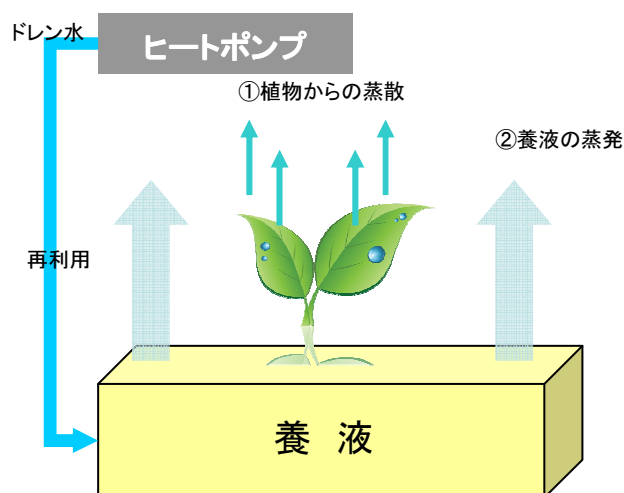 ドレン水
ヒートポンプ
①植物からの蒸散
②養液の蒸発
再利用
養 液